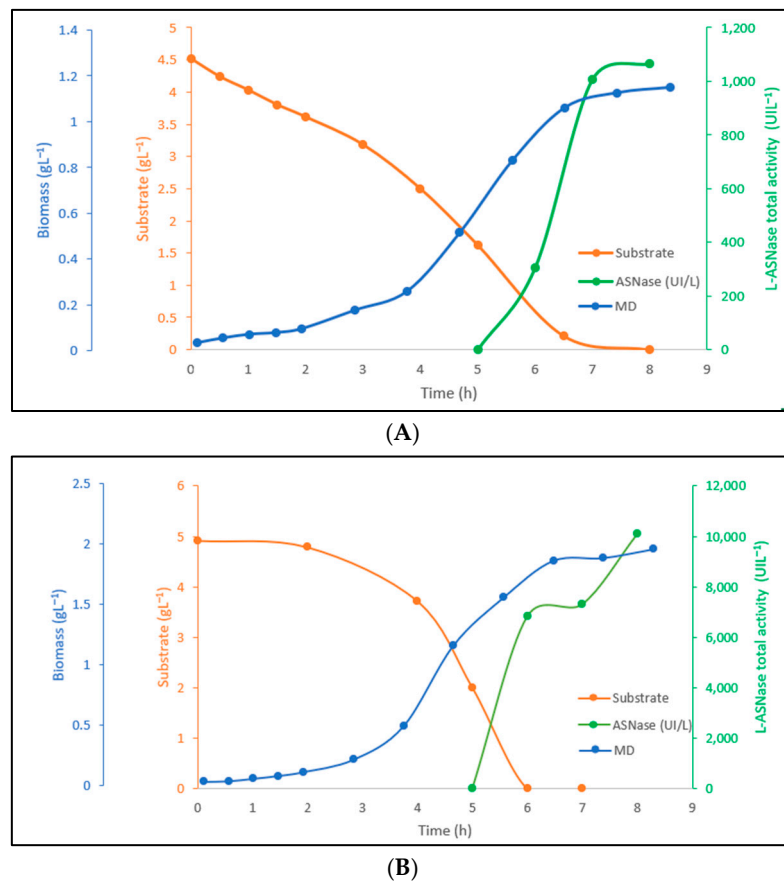 1.4
1.2
1
0.8
0.6
0.4
0.2
0
Biomass (gL⁻¹)
5
4.5
4
3.5
3
2.5
2
1.5
1
0.5
0
Substrate (gL⁻¹)
1,200
1,000
800
600
400
200
0
L-ASNase total activity (UIL⁻¹)
Substrate
ASNase (UI/L)
MD
0 1 2 3 4 5 6 7 8 9
Time (h)
(A)
2.5
2
1.5
1
0.5
0
Biomass (gL⁻¹)
6
5
4
3
2
1
0
Substrate (gL⁻¹)
12,000
10,000
8,000
6,000
4,000
2,000
0
L-ASNase total activity (UIL⁻¹)
Substrate
ASNase (UI/L)
MD
0 1 2 3 4 5 6 7 8 9
Time (h)
(B)